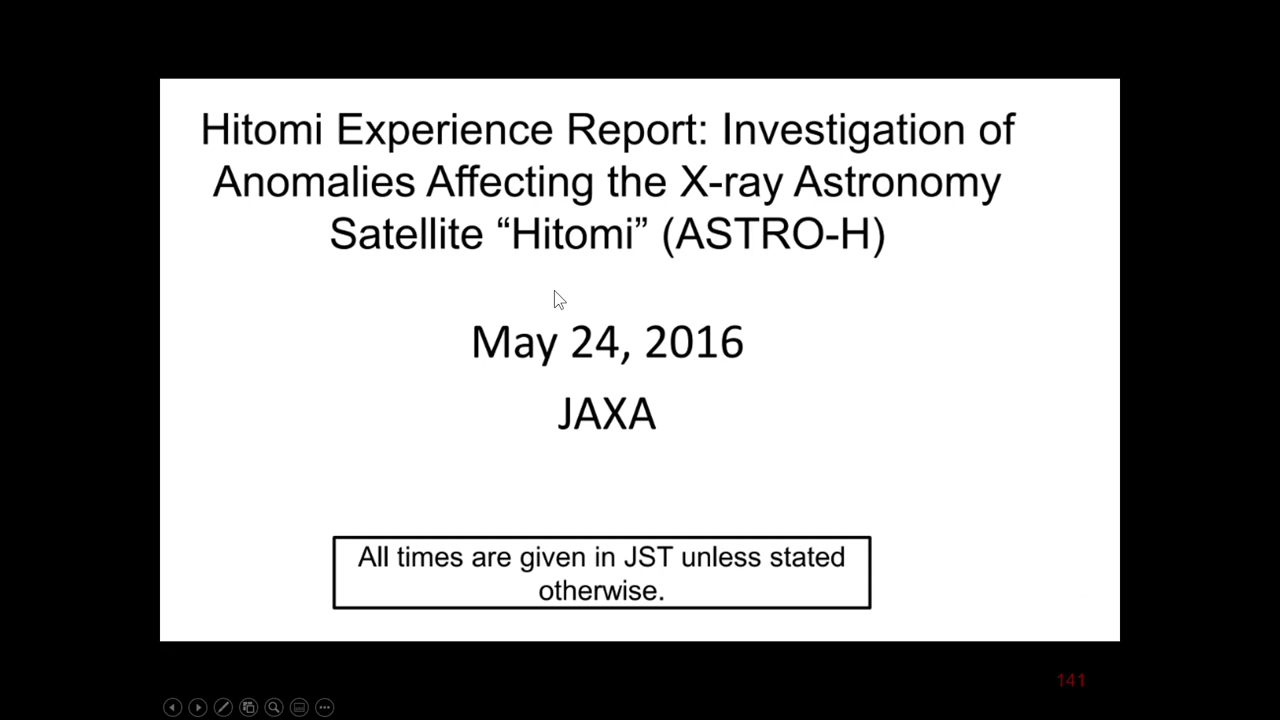 Hitomi Experience Report: Investigation of
Anomalies Affecting the X-ray Astronomy
Satellite “Hitomi” (ASTRO-H)
May 24, 2016
JAXA
All times are given in JST unless stated
otherwise.
141